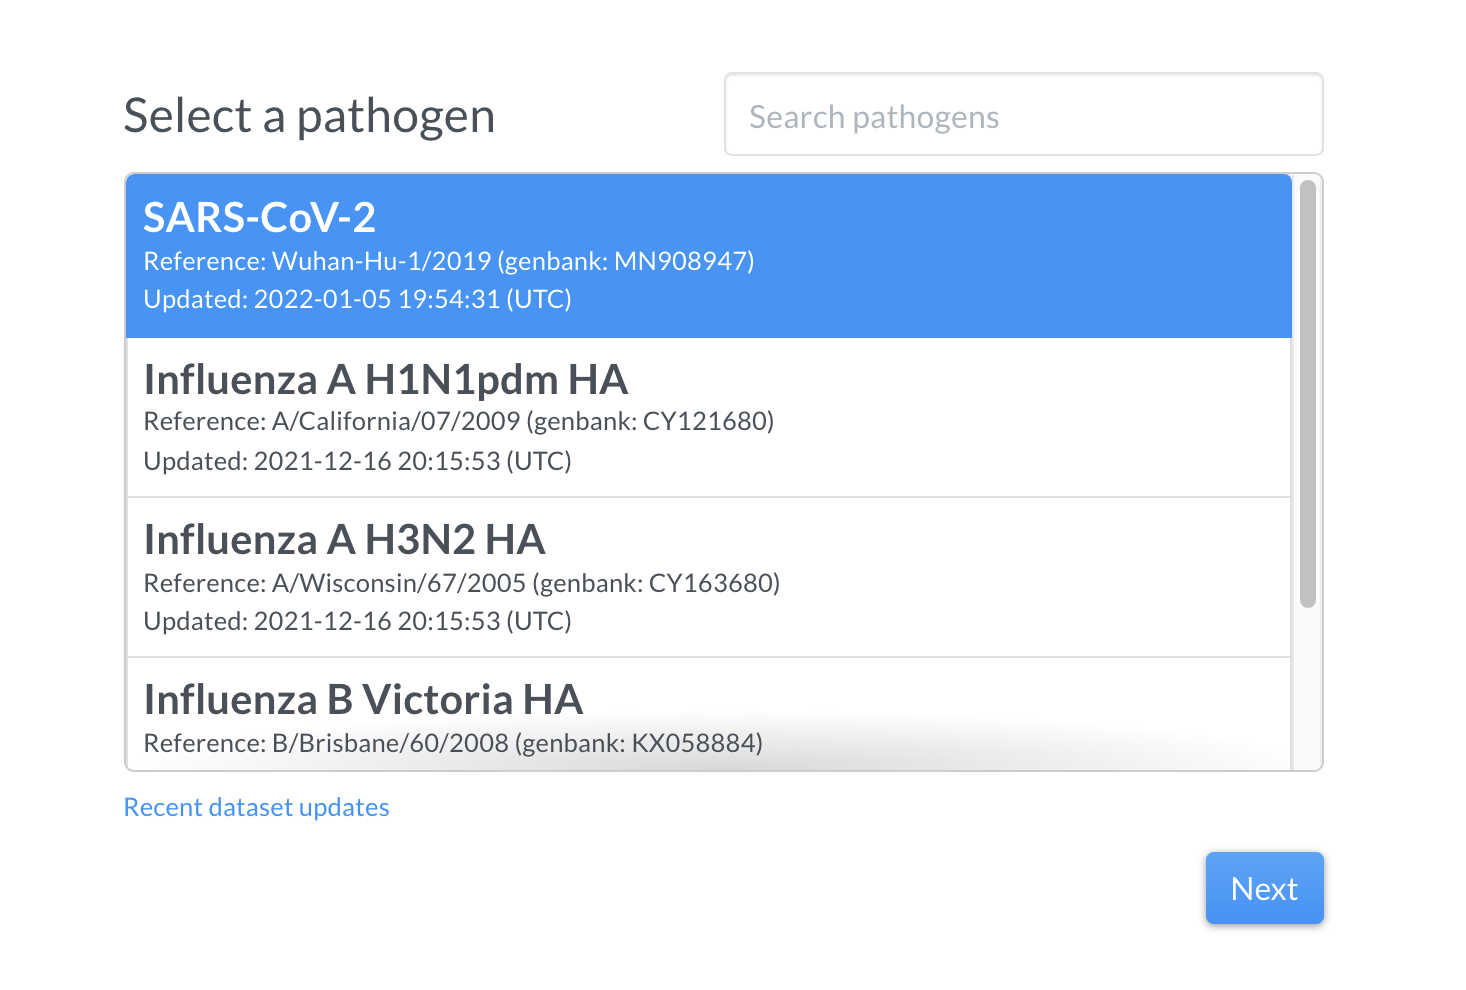 Select a pathogen
Search pathogens
SARS-CoV-2
Reference: Wuhan-Hu-1/2019 (genbank: MN908947)
Updated: 2022-01-05 19:54:31 (UTC)
Influenza A H1N1pdm HA
Reference: A/California/07/2009 (genbank: CY121680)
Updated: 2021-12-16 20:15:53 (UTC)
Influenza A H3N2 HA
Reference: A/Wisconsin/67/2005 (genbank: CY163680)
Updated: 2021-12-16 20:15:53 (UTC)
Influenza B Victoria HA
Reference: B/Brisbane/60/2008 (genbank: KX058884)
Recent dataset updates
Next